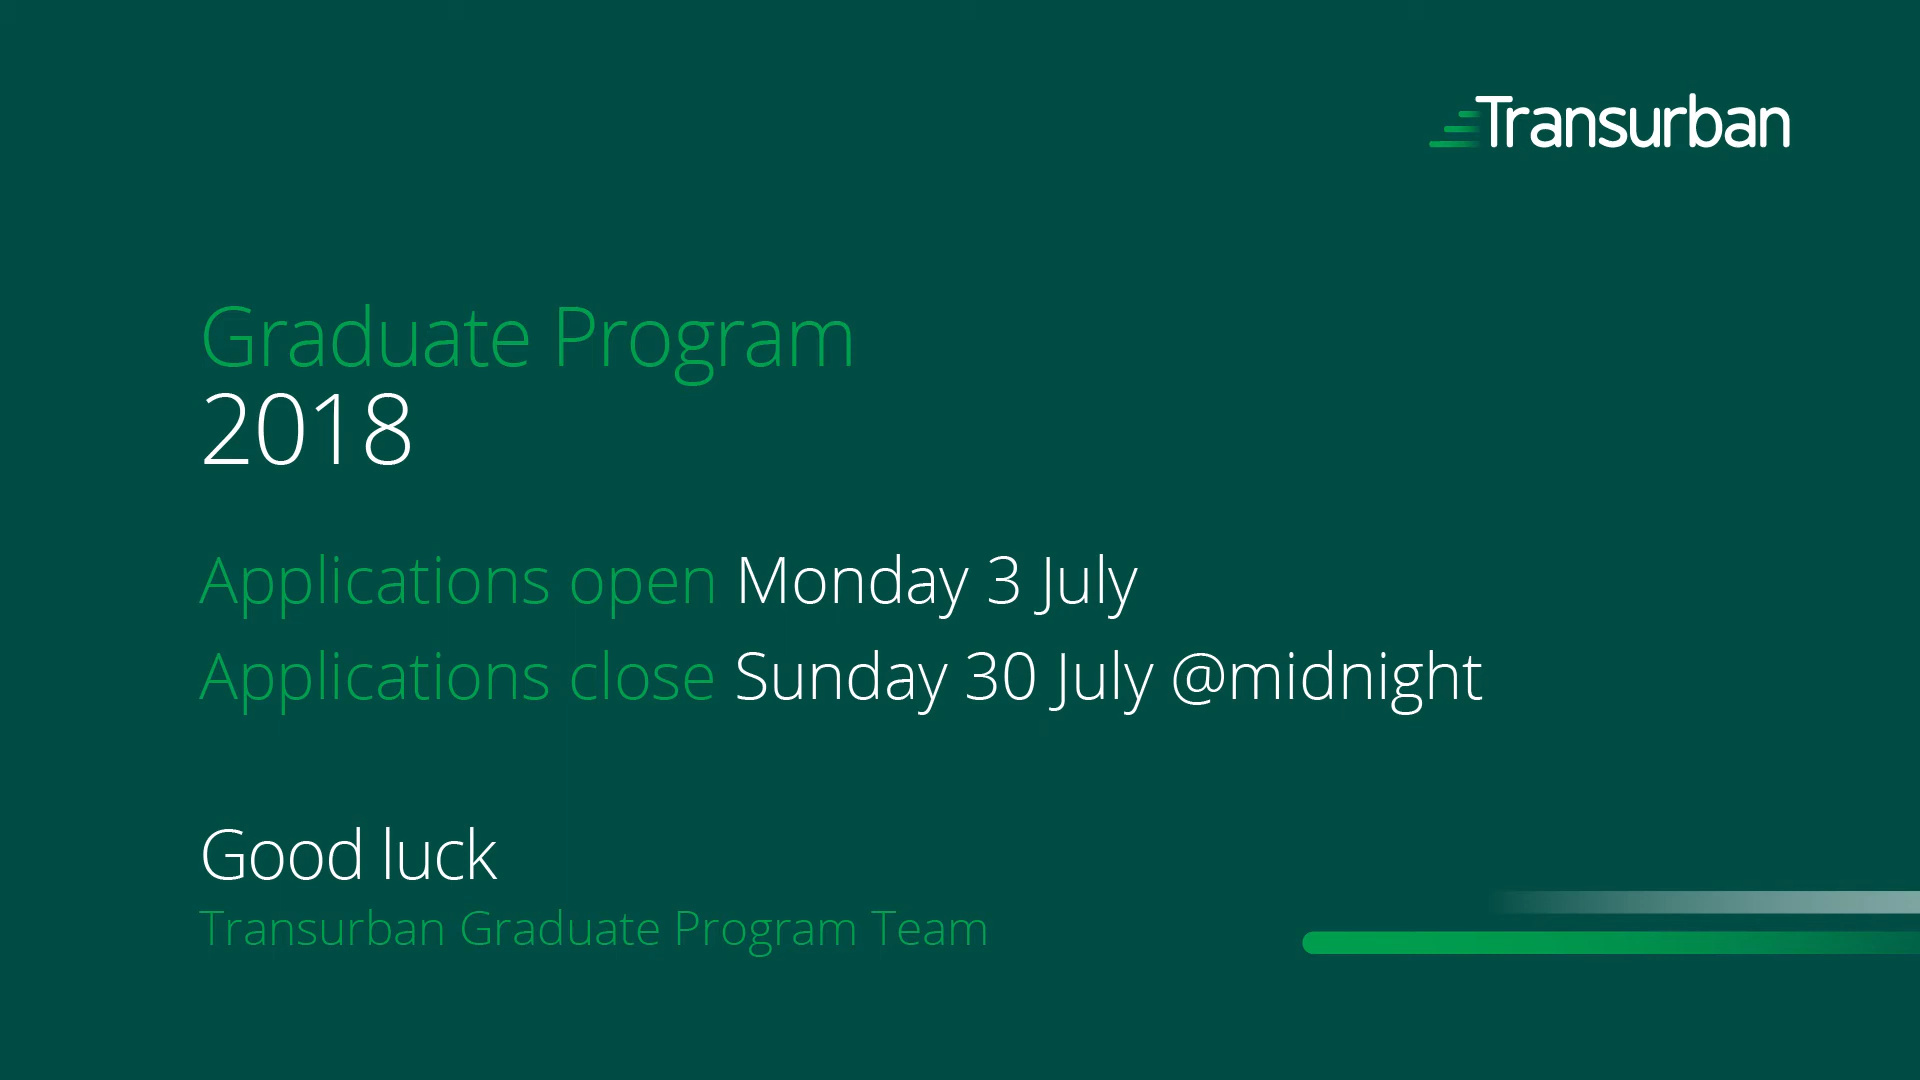 Transurban
Graduate Program
2018
Applications open Monday 3 July
Applications close Sunday 30 July @midnight
Good luck
Transurban Graduate Program Team